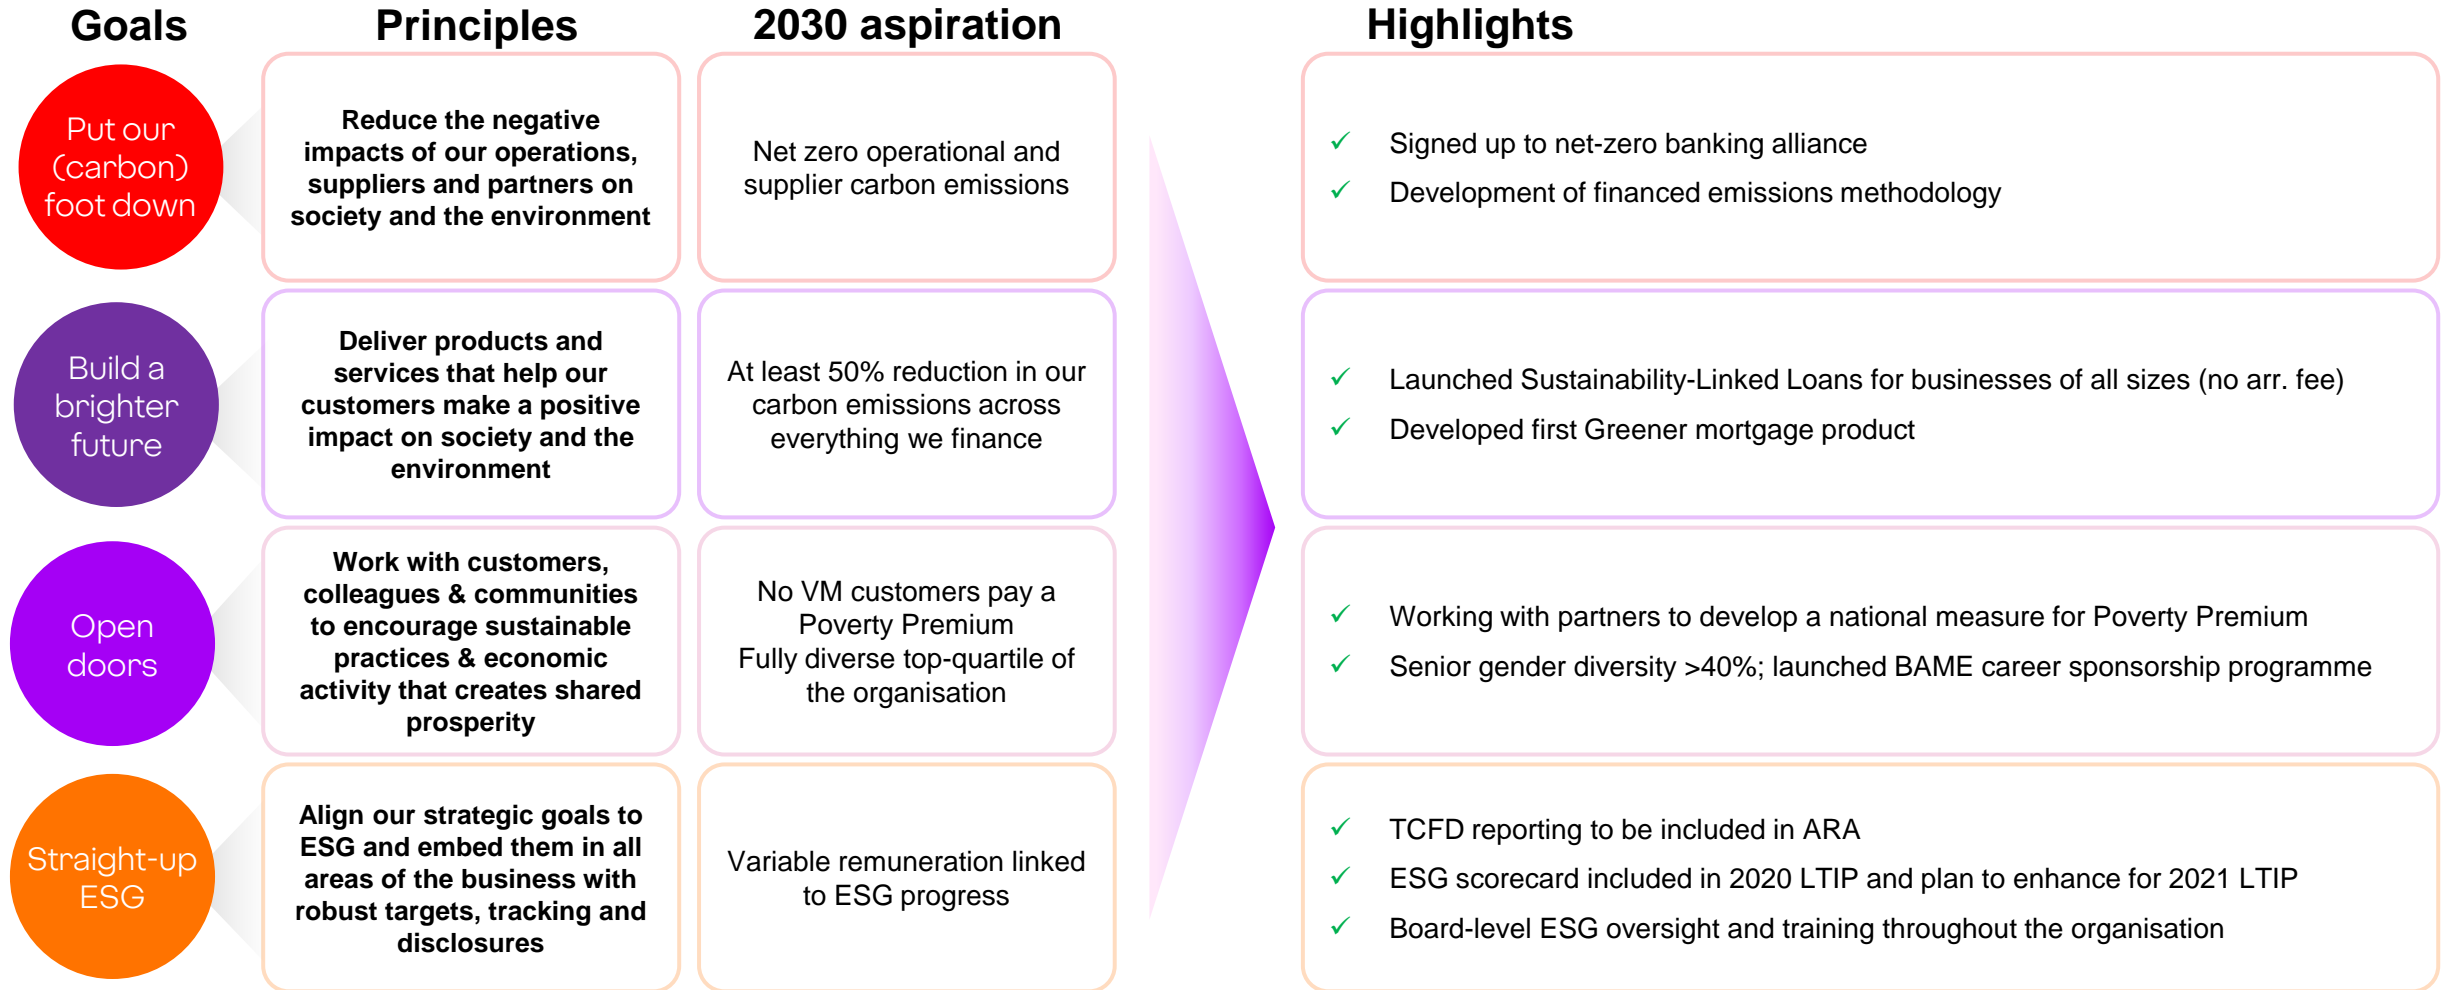 Goals
Principles
2030 aspiration
Highlights
Put our
(carbon)
foot down
Reduce the negative
impacts of our operations,
suppliers and partners on
society and the environment
Net zero operational and
supplier carbon emissions
✓ Signed up to net-zero banking alliance
✓ Development of financed emissions methodology
Build a
brighter
future
Deliver products and
services that help our
customers make a positive
impact on society and the
environment
At least 50% reduction in our
carbon emissions across
everything we finance
✓ Launched Sustainability-Linked Loans for businesses of all sizes (no arr. fee)
✓ Developed first Greener mortgage product
Open
doors
Work with customers,
colleagues & communities
to encourage sustainable
practices & economic
activity that creates shared
prosperity
No VM customers pay a
Poverty Premium
Fully diverse top-quartile of
the organisation
✓ Working with partners to develop a national measure for Poverty Premium
✓ Senior gender diversity >40%; launched BAME career sponsorship programme
Straight-up
ESG
Align our strategic goals to
ESG and embed them in all
areas of the business with
robust targets, tracking and
disclosures
Variable remuneration linked
to ESG progress
✓ TCFD reporting to be included in ARA
✓ ESG scorecard included in 2020 LTIP and plan to enhance for 2021 LTIP
✓ Board-level ESG oversight and training throughout the organisation